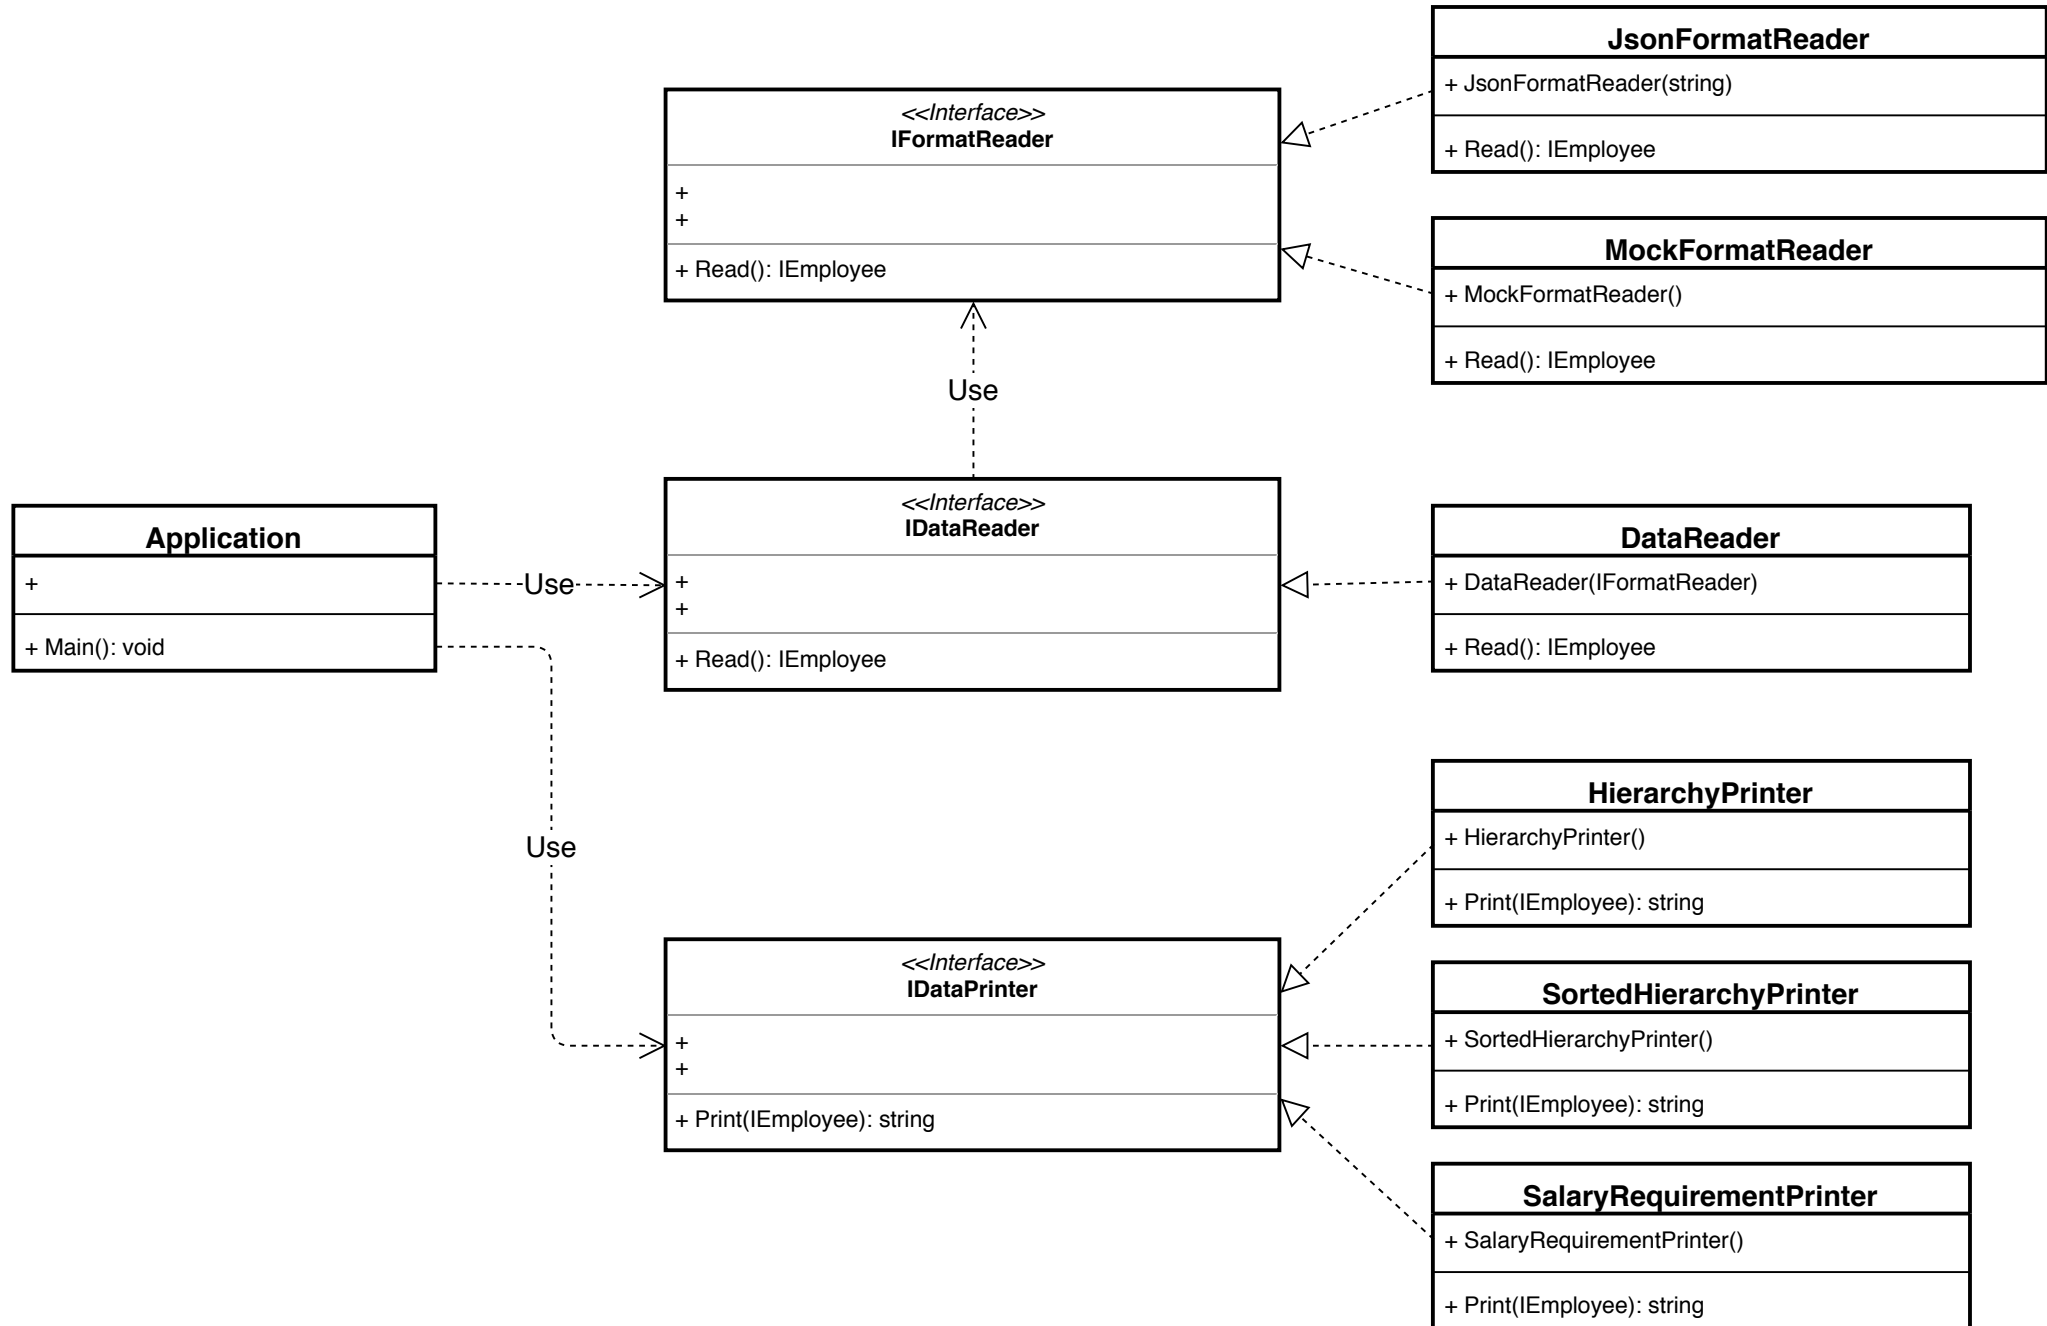 JsonFormatReader
+ JsonFormatReader(string)
+ Read(): IEmployee
<<Interface>>
IFormatReader
+
+
+ Read(): IEmployee
MockFormatReader
+ MockFormatReader()
+ Read(): IEmployee
Use
<<Interface>>
IDataReader
+
+
+ Read(): IEmployee
Application
+
+ Main(): void
Use
DataReader
+ DataReader(IFormatReader)
+ Read(): IEmployee
HierarchyPrinter
+ HierarchyPrinter()
+ Print(IEmployee): string
Use
<<Interface>>
IDataPrinter
+
+
+ Print(IEmployee): string
SortedHierarchyPrinter
+ SortedHierarchyPrinter()
+ Print(IEmployee): string
SalaryRequirementPrinter
+ SalaryRequirementPrinter()
+ Print(IEmployee): string